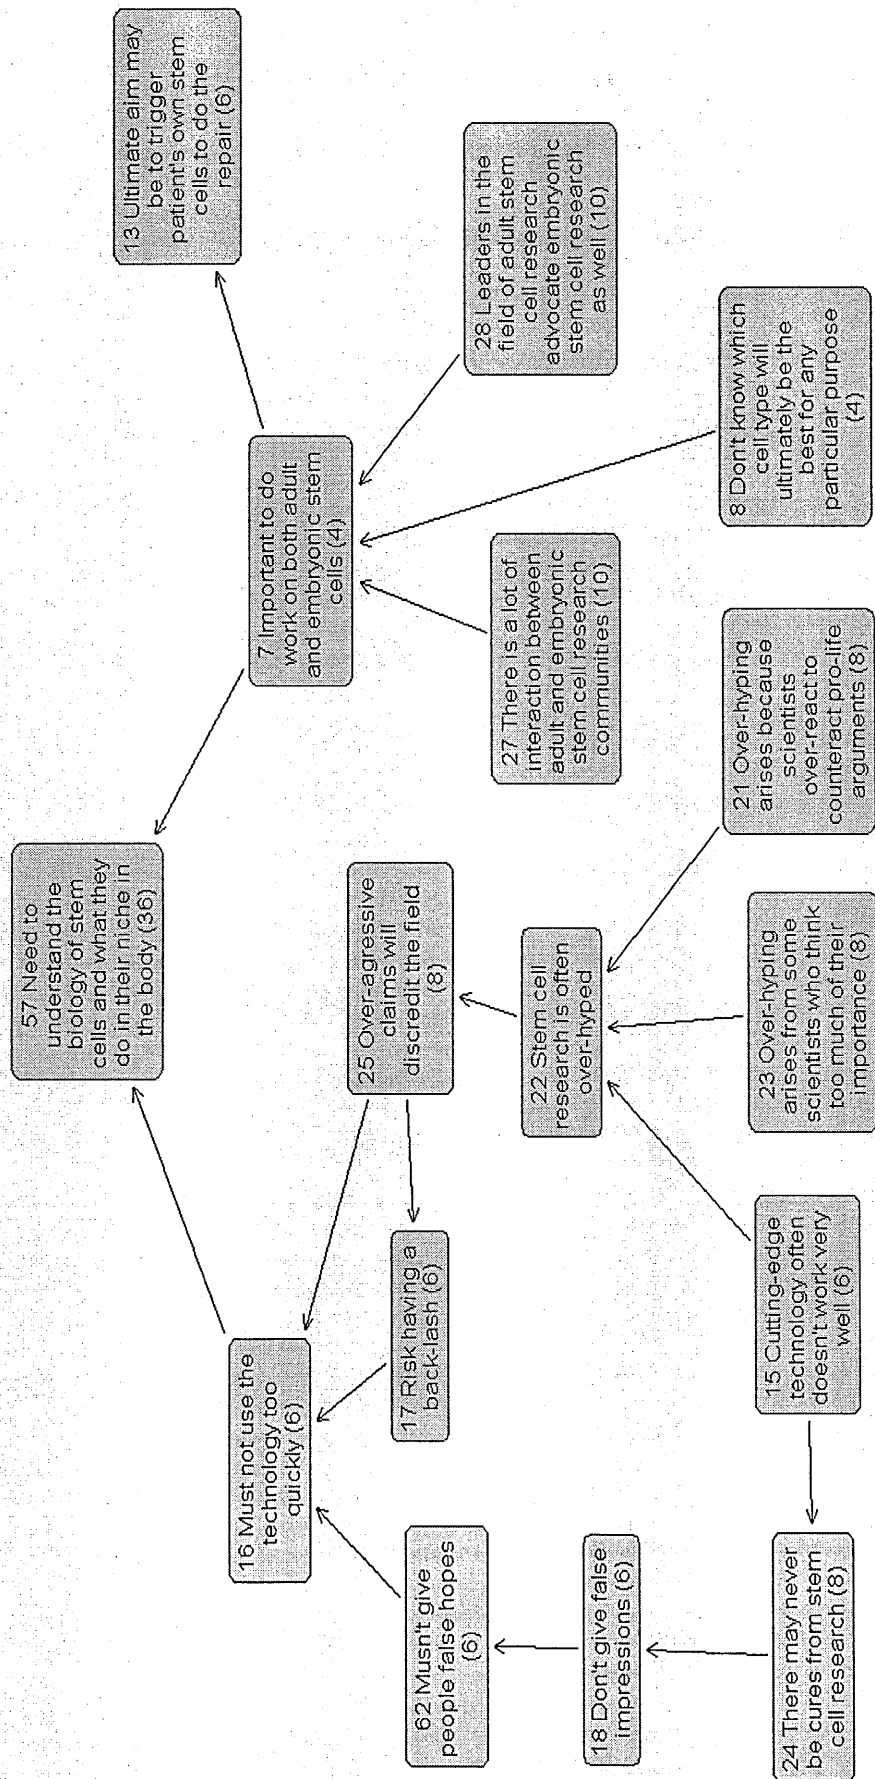 57 Need to
understand the
biology of stem
cells and what they
do in their niche in
the body (36)
16 Must not use the
technology too
quickly (6)
7 Important to do
work on both adult
and embryonic stem
cells (4)
13 Ultimate aim may
be to trigger
patient's own stem
cells to do the
repair (6)
62 Musn't give
people false hopes
(6)
17 Risk having a
back-lash (6)
25 Over-agressive
claims will
discredit the field
(8)
27 There is a lot of
interaction between
adult and embryonic
stem cell research
communities (10)
28 Leaders in the
field of adult stem
cell research
advocate embryonic
stem cell research
as well (10)
18 Don't give false
impressions (6)
22 Stem cell
research is often
over-hyped
24 There may never
be cures from stem
cell research (8)
15 Cutting-edge
technology often
doesn't work very
well (6)
23 Over-hyping
arises from some
scientists who think
too much of their
importance (8)
21 Over-hyping
arises because
scientists
over-react to
counteract pro-life
arguments (8)
8 Don't know which
cell type will
ultimately be the
best for any
particular purpose
(4)